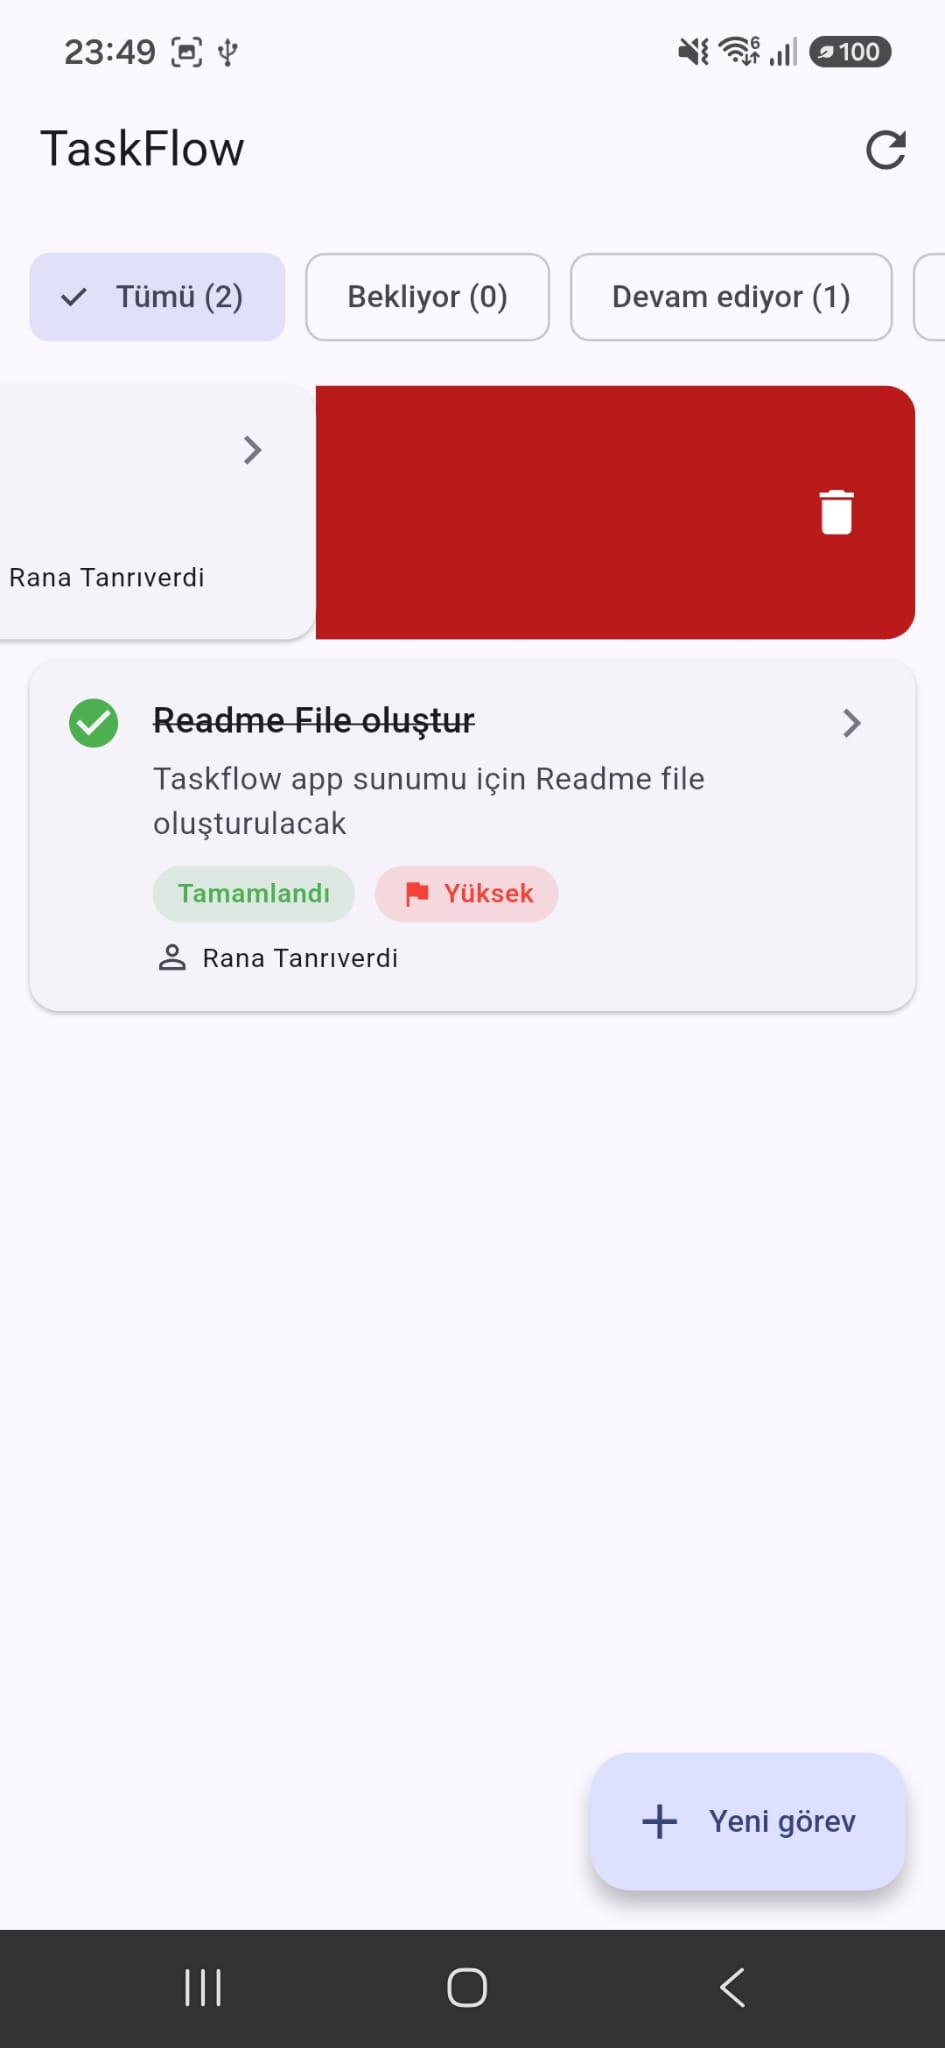 23:49
6
100
TaskFlow
Tümü (2)
Bekliyor (0)
Devam ediyor (1)
Rana Tanrıverdi
Readme File oluştur
Taskflow app sunumu için Readme file
oluşturulacak
Tamamlandı
Yüksek
Rana Tanrıverdi
Yeni görev